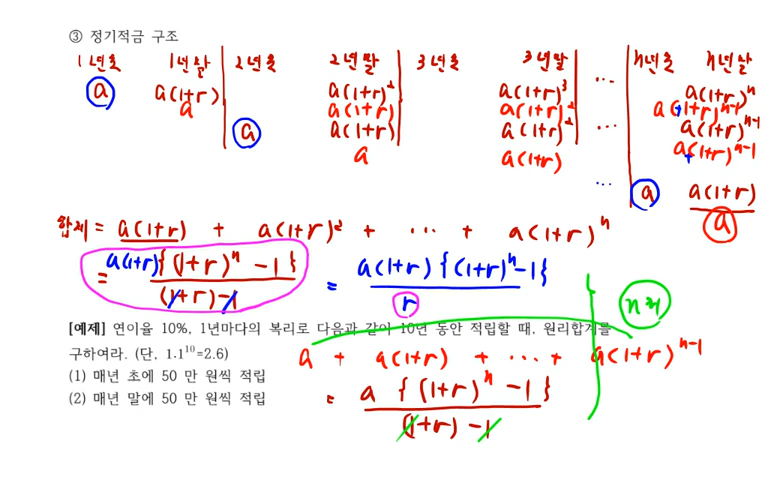 ③ 정기적금 구조
1년초 1년말 2년초 2년말 3년초 3년말 ... n년초 n년말
a a(1+r) a(1+r)² a(1+r)³ a(1+r)ⁿ
a a(1+r) a(1+r)² a(1+r)ⁿ⁻¹
a a(1+r) a(1+r)² ... a(1+r)ⁿ⁻¹
a a(1+r) a(1+r)ⁿ⁻¹
... a a(1+r)
a
합계 = a(1+r) + a(1+r)² + ... + a(1+r)ⁿ
= a(1+r){(1+r)ⁿ -1} / (1+r)-1 = a(1+r){(1+r)ⁿ-1} / r
n회
[예제] 연이율 10%, 1년마다의 복리로 다음과 같이 10년 동안 적립할 때, 원리합계를
구하여라. (단, 1.1¹⁰=2.6)
a + a(1+r) + ... + a(1+r)ⁿ⁻¹
(1) 매년 초에 50 만 원씩 적립
(2) 매년 말에 50 만 원씩 적립
= a{(1+r)ⁿ -1} / (1+r)-1